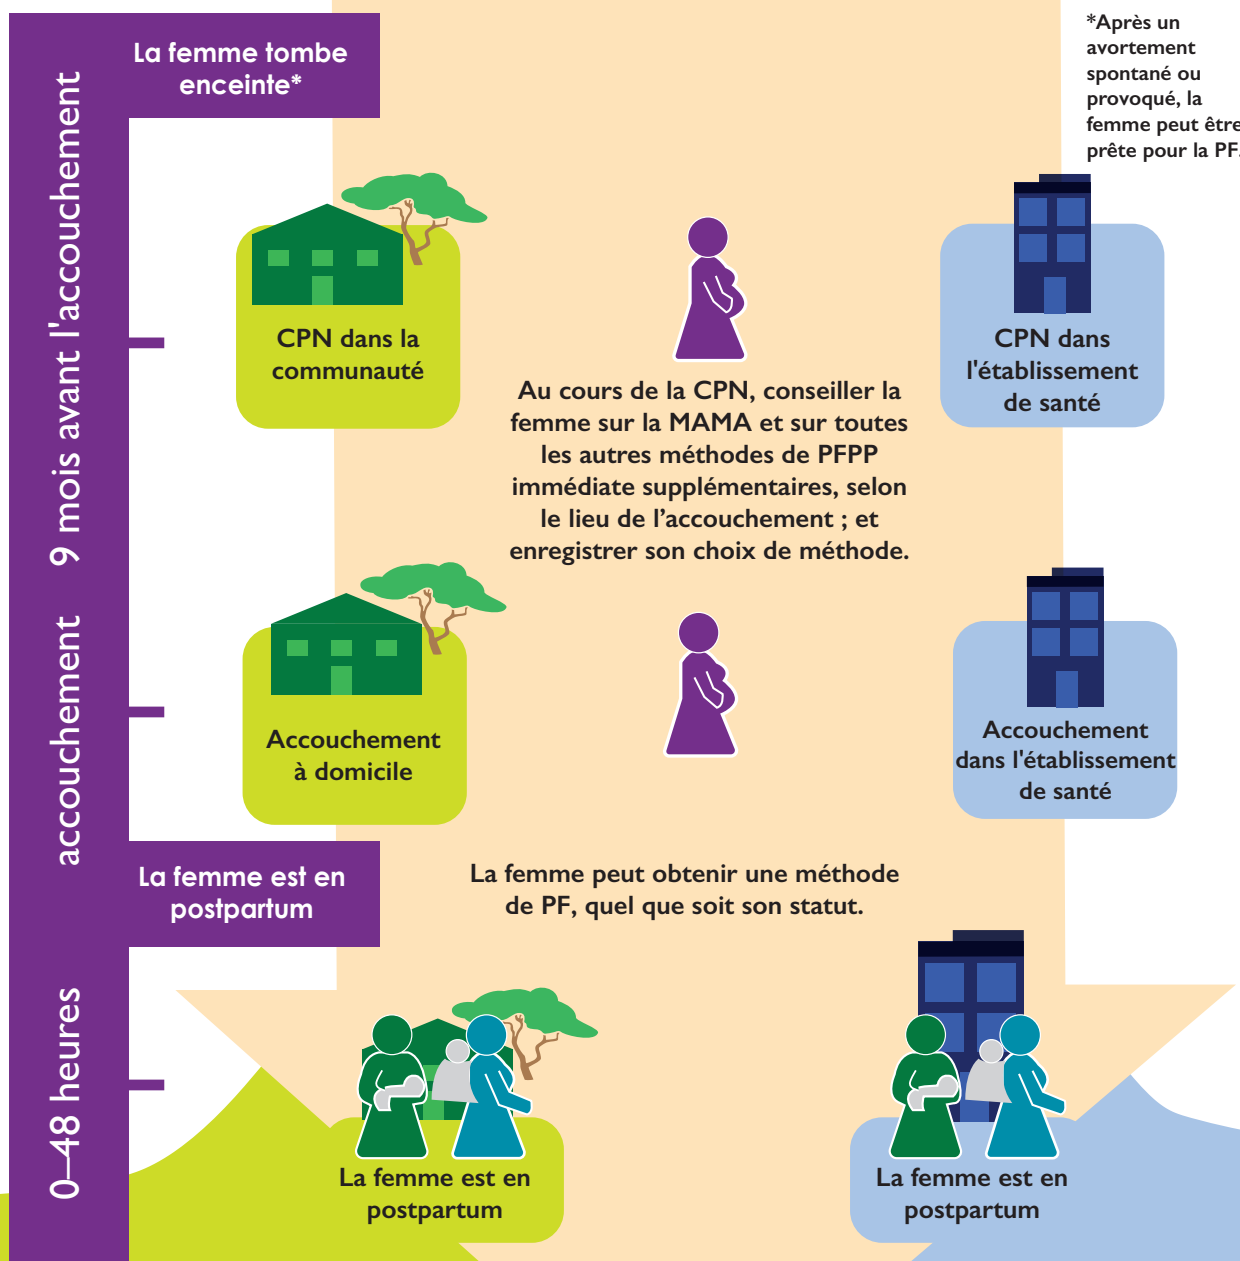 La femme tombe
enceinte*
*Après un
avortement
spontané ou
provoqué, la
femme peut être
prête pour la PF.
9 mois avant l'accouchement
CPN dans la
communauté
CPN dans
l'établissement
de santé
Au cours de la CPN, conseiller la
femme sur la MAMA et sur toutes
les autres méthodes de PFPP
immédiate supplémentaires, selon
le lieu de l’accouchement ; et
enregistrer son choix de méthode.
accouchement
Accouchement
à domicile
Accouchement
dans l'établissement
de santé
La femme est en
postpartum
La femme peut obtenir une méthode
de PF, quel que soit son statut.
0–48 heures
La femme est en
postpartum
La femme est en
postpartum